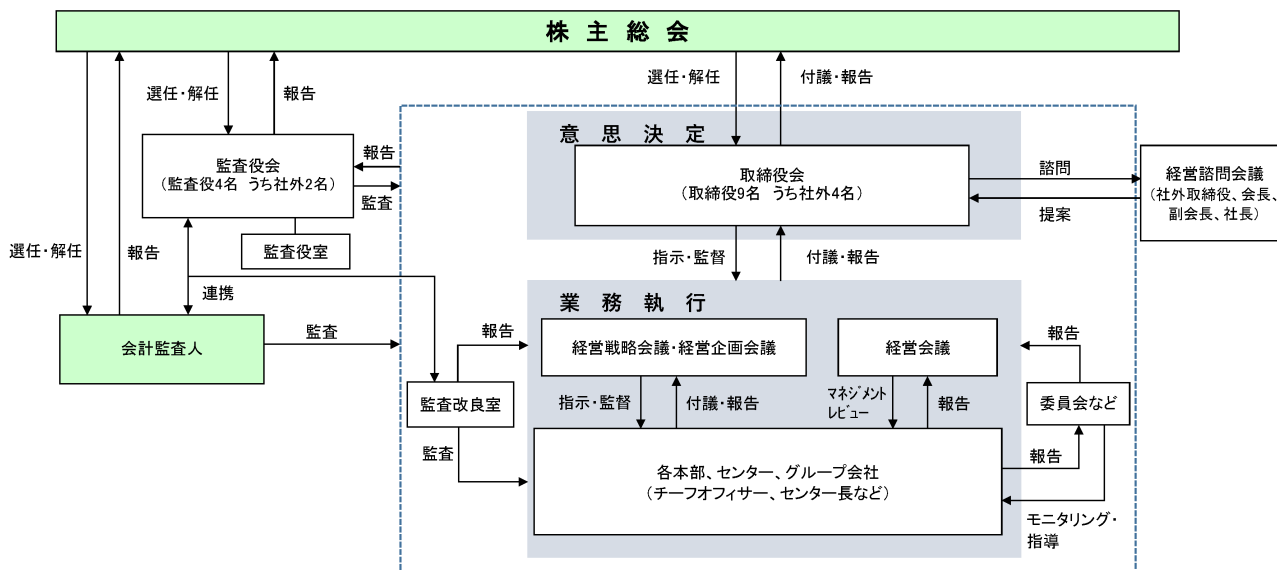 株 主 総 会
選任・解任
報告
選任・解任
付議・報告
意 思 決 定
監査役会
（監査役4名　うち社外2名）
報告
監査
取締役会
（取締役9名　うち社外4名）
諮問
提案
経営諮問会議
（社外取締役、会長、
副会長、社長）
監査役室
選任・解任
報告
指示・監督
付議・報告
連携
業 務 執 行
会計監査人
監査
報告
経営戦略会議・経営企画会議
経営会議
報告
監査改良室
指示・監督
付議・報告
マネジメント
レビュー
報告
委員会など
監査
各本部、センター、グループ会社
（チーフオフィサー、センター長など）
報告
モニタリング・
指導